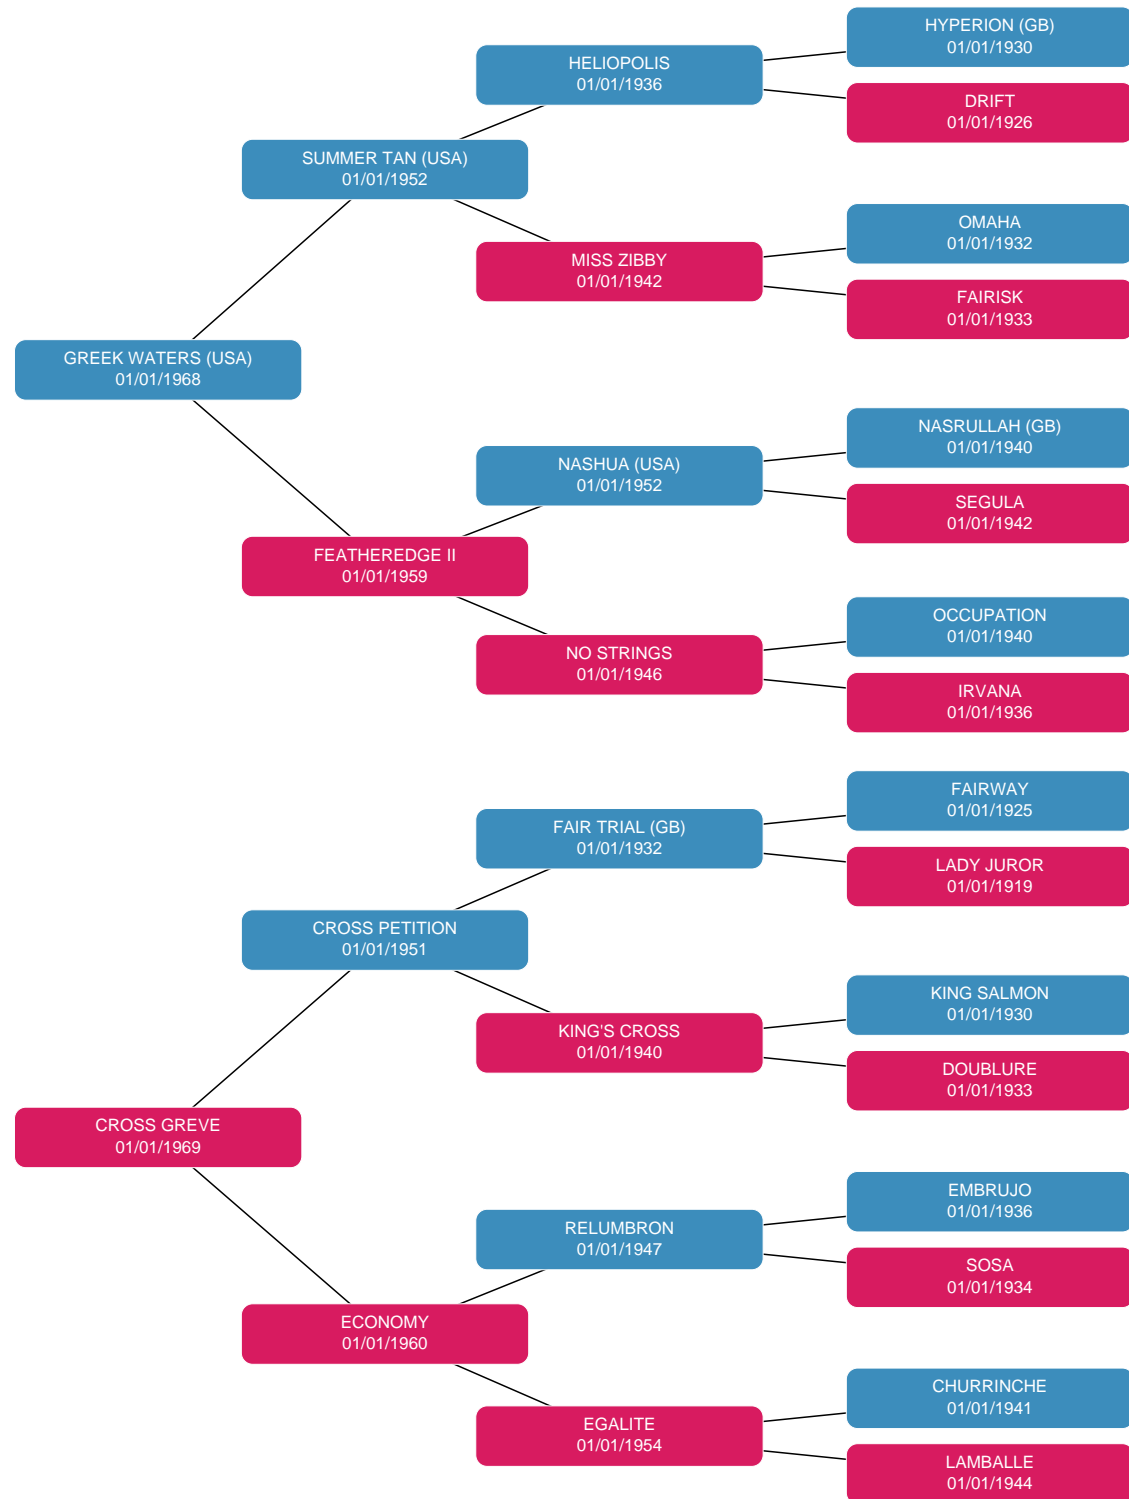 HYPERION (GB)
01/01/1930
HELIOPOLIS
01/01/1936
DRIFT
01/01/1926
SUMMER TAN (USA)
01/01/1952
OMAHA
01/01/1932
MISS ZIBBY
01/01/1942
FAIRISK
01/01/1933
GREEK WATERS (USA)
01/01/1968
NASRULLAH (GB)
01/01/1940
NASHUA (USA)
01/01/1952
SEGULA
01/01/1942
FEATHEREDGE II
01/01/1959
OCCUPATION
01/01/1940
NO STRINGS
01/01/1946
IRVANA
01/01/1936
FAIRWAY
01/01/1925
FAIR TRIAL (GB)
01/01/1932
LADY JUROR
01/01/1919
CROSS PETITION
01/01/1951
KING SALMON
01/01/1930
KING'S CROSS
01/01/1940
DOUBLURE
01/01/1933
CROSS GREVE
01/01/1969
EMBRUJO
01/01/1936
RELUMBRON
01/01/1947
SOSA
01/01/1934
ECONOMY
01/01/1960
CHURRINCHE
01/01/1941
EGALITE
01/01/1954
LAMBALLE
01/01/1944